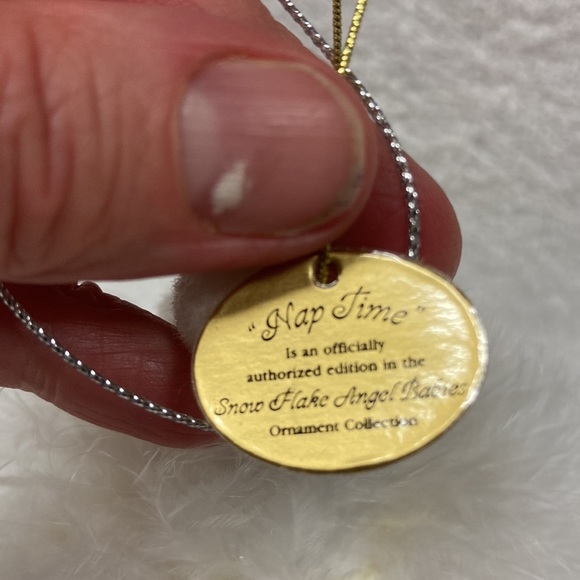 "Nap Time"
Is an officially
authorized edition in the
Snow Flake Angel Babies
Ornament Collection